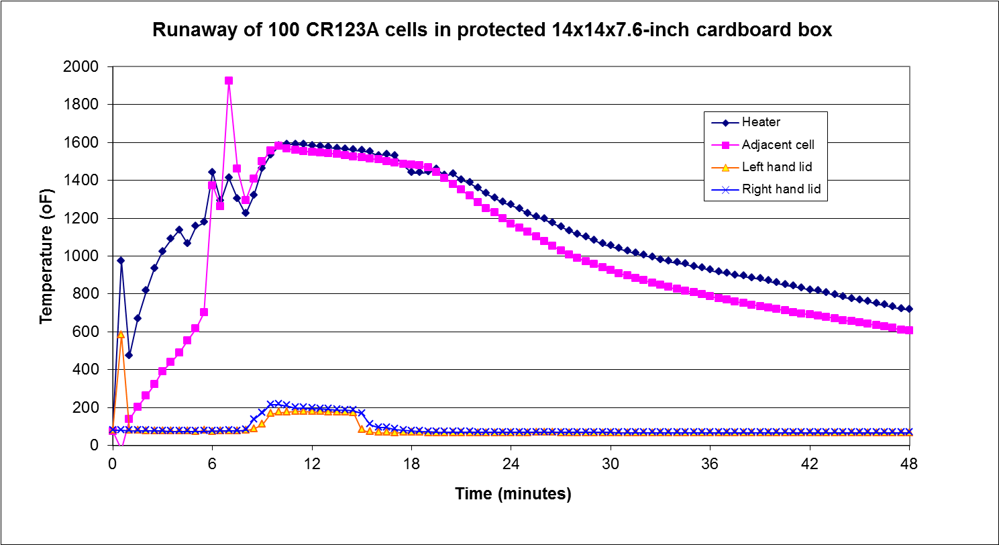 Runaway of 100 CR123A cells in protected 14x14x7.6-inch cardboard box
2000
1800
1600
1400
1200
1000
800
600
400
200
0
Temperature (oF)
Heater
Adjacent cell
Left hand lid
Right hand lid
0 6 12 18 24 30 36 42 48
Time (minutes)